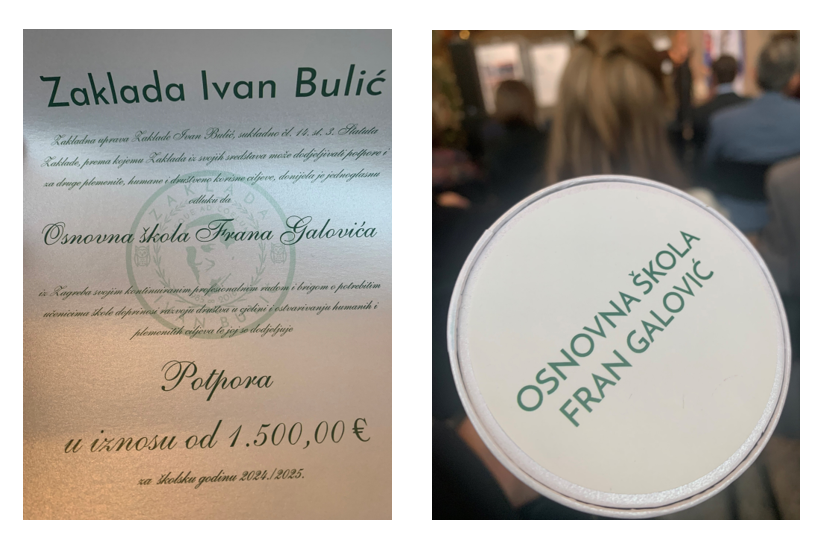 Zaklada Ivan Bulić
Zakladna uprava Zaklade Ivan Bulić, sukladno čl. 14. st. 3. Statuta
Zaklade, prema kojemu Zaklada iz svojih sredstava može dodjeljivati potpore i
za druge plemenite, humane i društveno korisne ciljeve, donijela je jednoglasnu
odluku da
Osnovna škola Frana Galovića
iz Zagreba svojim kontinuiranim profesionalnim radom i brigom o potrebitim
učenicima škole doprinosi razvoju društva u cjelini i ostvarivanju humanih i
plemenitih ciljeva te joj se dodjeljuje
Potpora
u iznosu od 1.500,00 €
za školsku godinu 2024./2025.
ZAKLADA
OSNOVNA ŠKOLA
FRAN GALOVIĆ